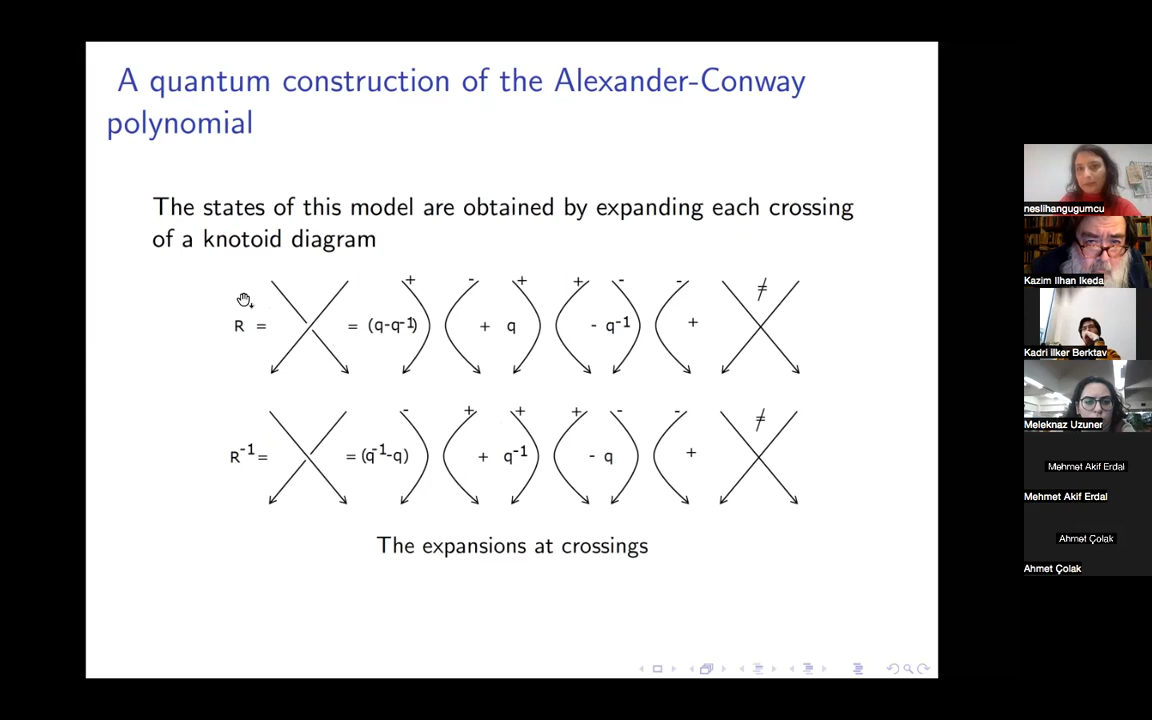 A quantum construction of the Alexander-Conway
polynomial
The states of this model are obtained by expanding each crossing
of a knotoid diagram
+ - + + - - ≠
R = = (q-q⁻¹) + q - q⁻¹ +
- + + + - - ≠
R⁻¹= = (q⁻¹-q) + q⁻¹ - q +
The expansions at crossings
neslihangugumcu
Kazim Ilhan Ikeda
Kadri ilker Berktav
Meleknaz Uzuner
Mehmet Akif Erdal
Mehmet Akif Erdal
Ahmet Çolak
Ahmet Çolak